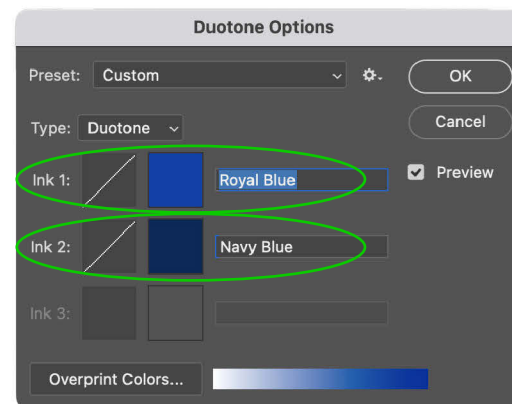 Duotone Options
Preset: Custom
OK
Type: Duotone
Cancel
Ink 1: Royal Blue
Preview
Ink 2: Navy Blue
Ink 3:
Overprint Colors...